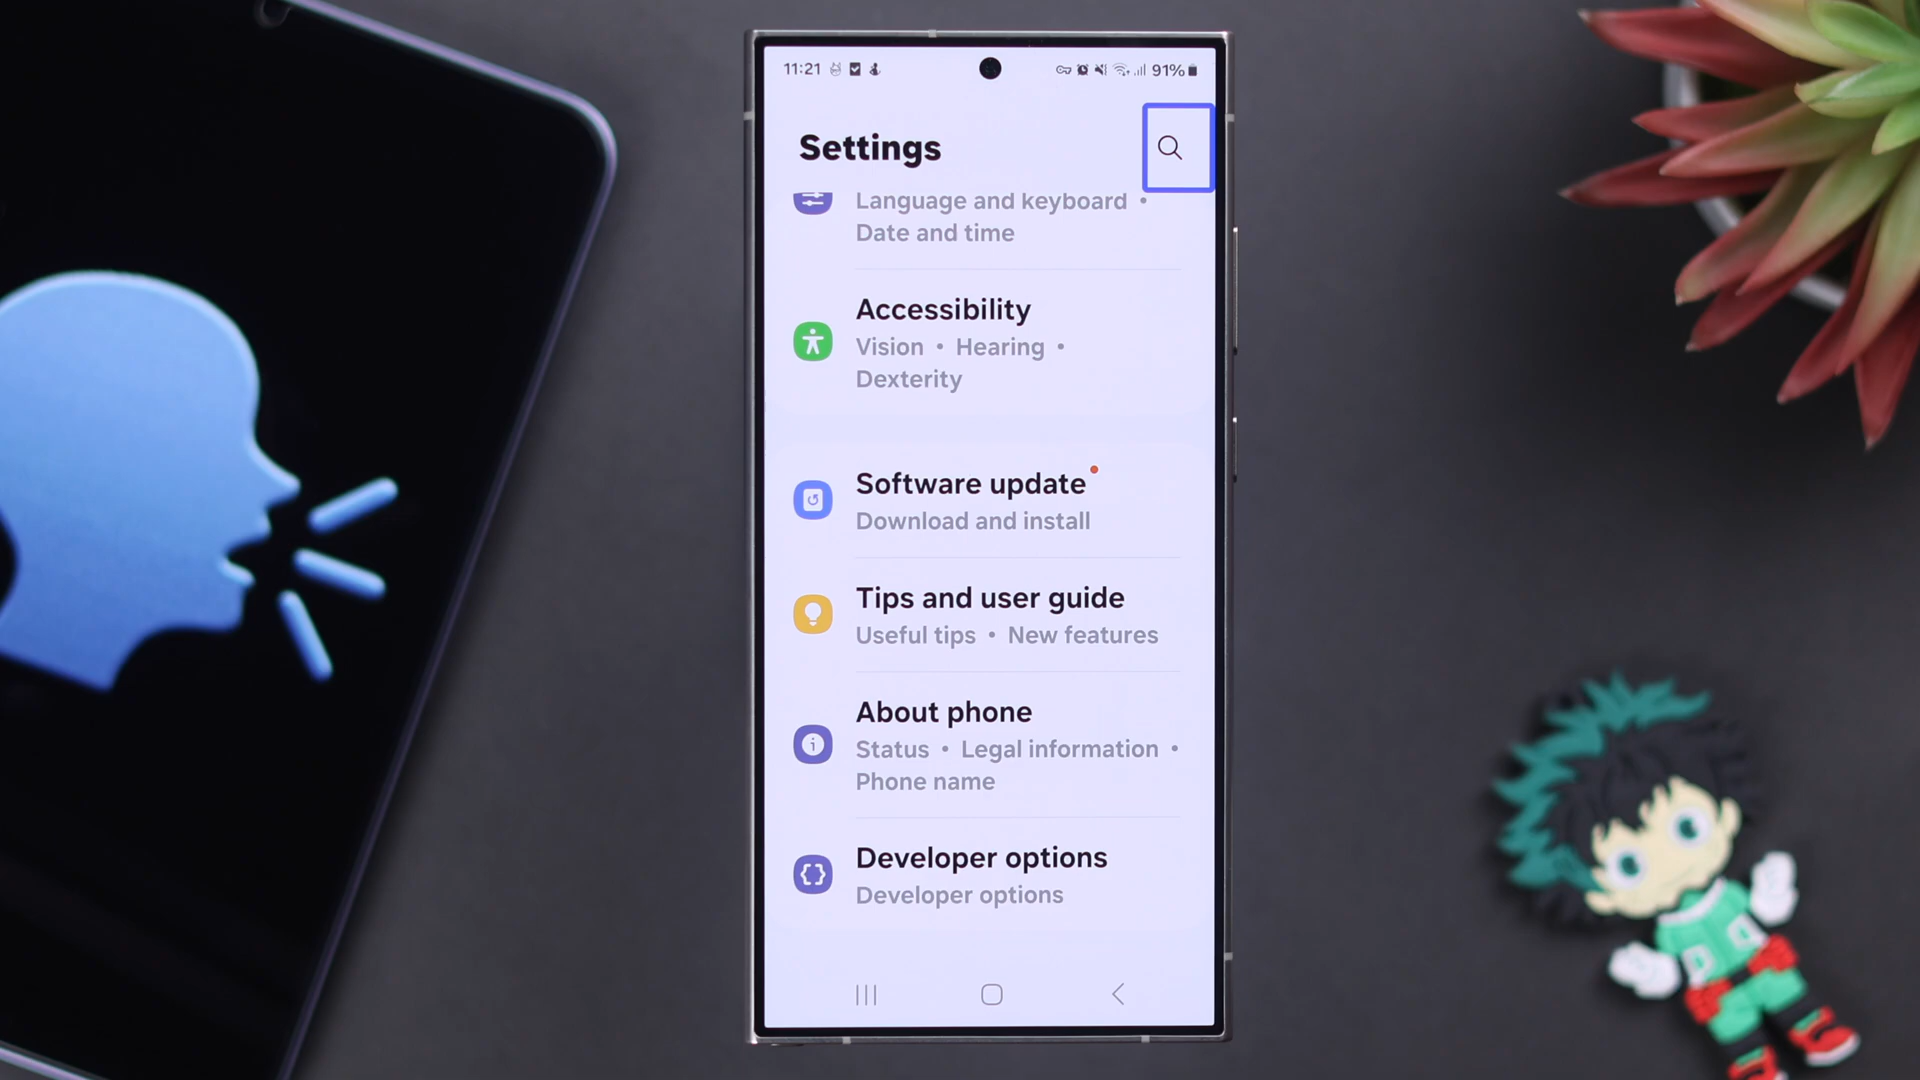 11:21
91%
Settings
Language and keyboard •
Date and time
Accessibility
Vision • Hearing •
Dexterity
Software update
Download and install
Tips and user guide
Useful tips • New features
About phone
Status • Legal information •
Phone name
Developer options
Developer options